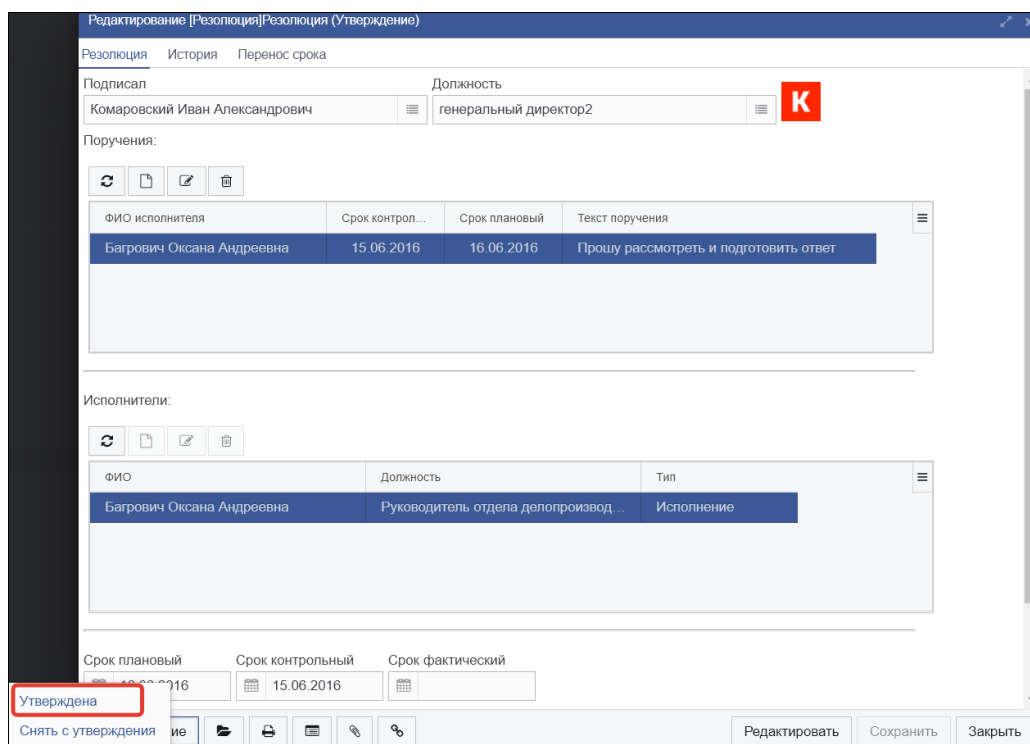 Редактирование [Резолюция]Резолюция (Утверждение)
Резолюция История Перенос срока
Подписал Должность
Комаровский Иван Александрович генеральный директор2 К
Поручения:
ФИО исполнителя Срок контрол... Срок плановый Текст поручения
Багрович Оксана Андреевна 15.06.2016 16.06.2016 Прошу рассмотреть и подготовить ответ
Исполнители:
ФИО Должность Тип
Багрович Оксана Андреевна Руководитель отдела делопроизвод... Исполнение
Срок плановый Срок контрольный Срок фактический
15.06.2016
Утверждена
Снять с утверждения ие Редактировать Сохранить Закрыть